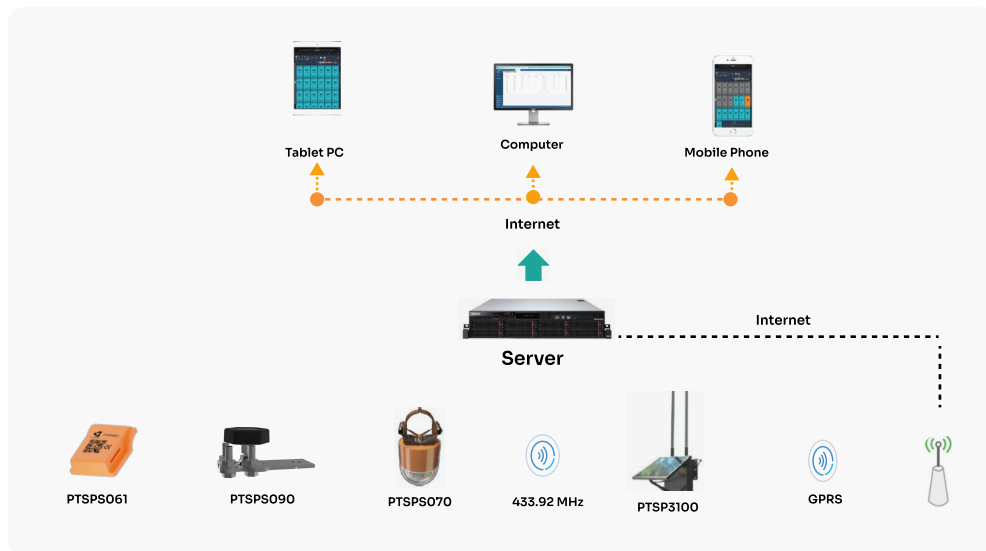 Tablet PC
Computer
Mobile Phone
Internet
Internet
Server
PTSPS061
PTSPS090
PTSPS070
433.92 MHz
PTSP3100
GPRS